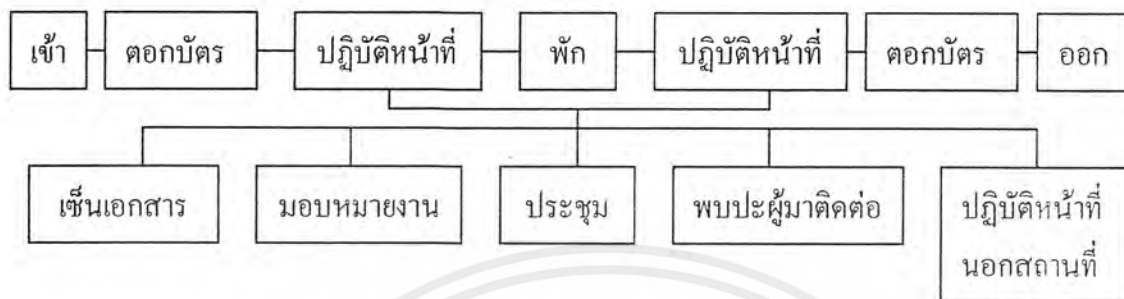 เข้า ตอกบัตร ปฏิบัติหน้าที่ พัก ปฏิบัติหน้าที่ ตอกบัตร ออก
เซ็นเอกสาร มอบหมายงาน ประชุม พบปะผู้มาติดต่อ ปฏิบัติหน้าที่
นอกสถานที่